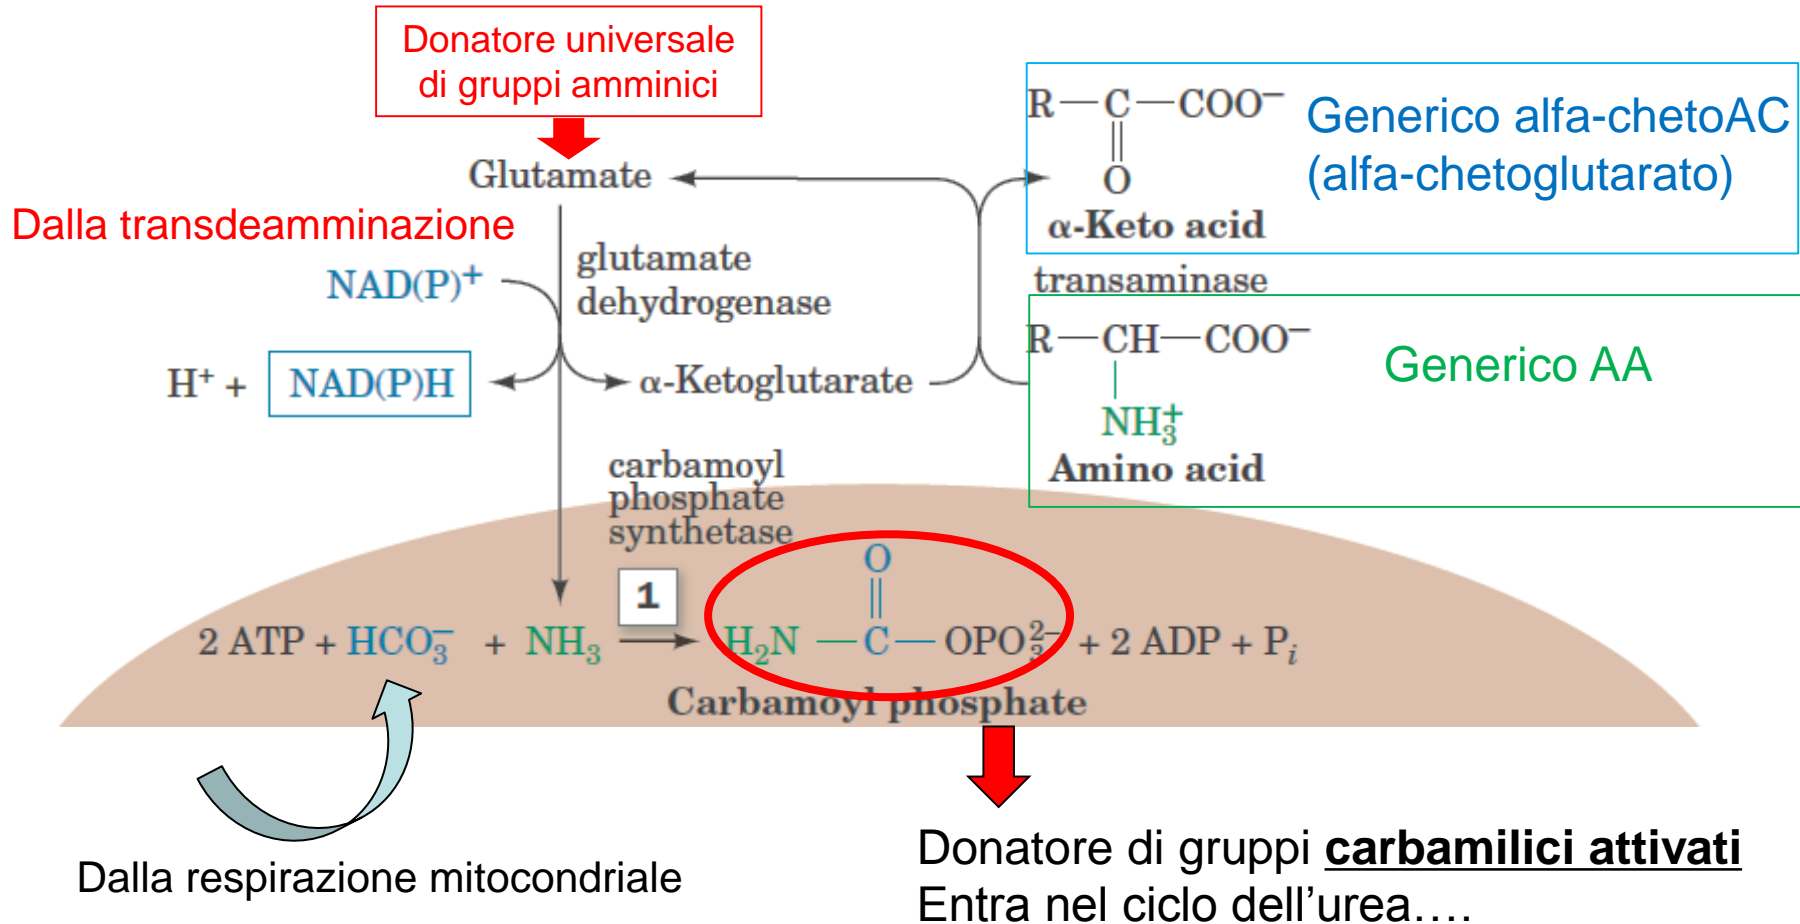 Donatore universale
di gruppi amminici
R—C—COO⁻
O
α-Keto acid
Generico alfa-chetoAC
(alfa-chetoglutarato)
Glutamate
Dalla transdeamminazione
glutamate
dehydrogenase
transaminase
NAD(P)⁺
H⁺ + NAD(P)H
α-Ketoglutarate
R—CH—COO⁻
NH₃⁺
Amino acid
Generico AA
carbamoyl
phosphate
synthetase
1
O
2 ATP + HCO₃⁻ + NH₃ → H₂N—C—OPO₃²⁻ + 2 ADP + Pᵢ
Carbamoyl phosphate
Dalla respirazione mitocondriale
Donatore di gruppi carbamilici attivati
Entra nel ciclo dell’urea....